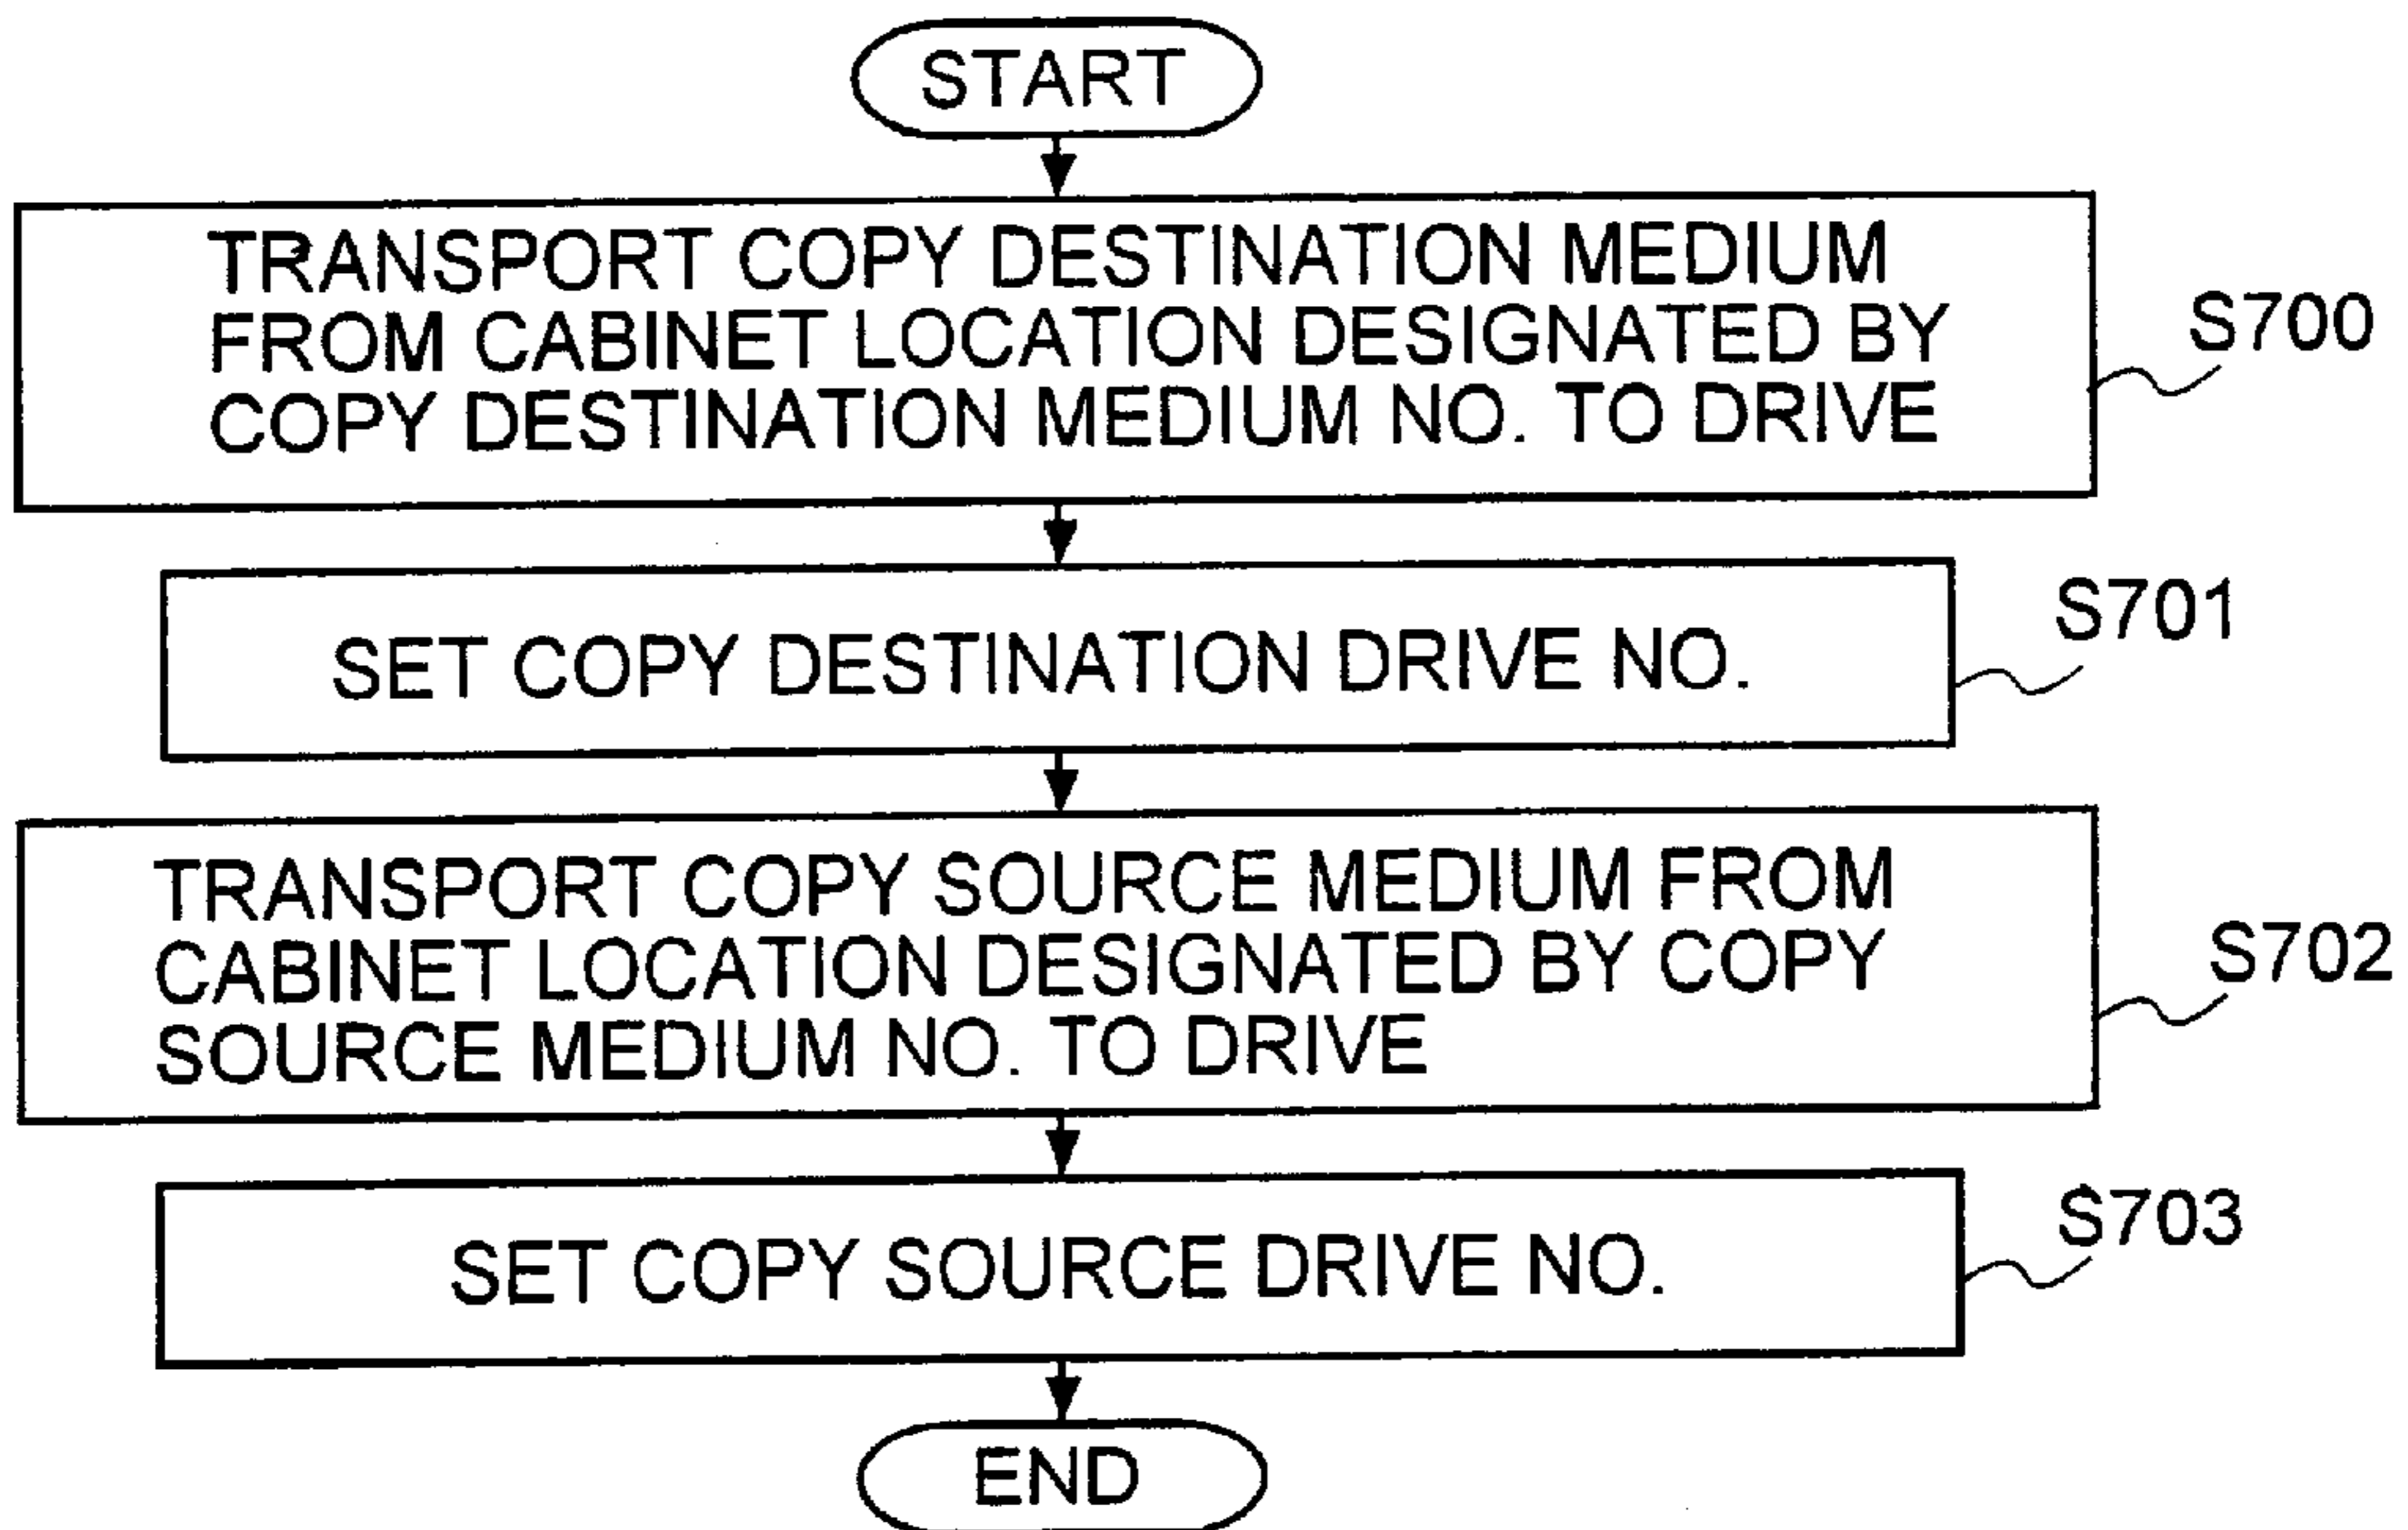 START
TRANSPORT COPY DESTINATION MEDIUM
FROM CABINET LOCATION DESIGNATED BY
COPY DESTINATION MEDIUM NO. TO DRIVE
S700
SET COPY DESTINATION DRIVE NO.
S701
TRANSPORT COPY SOURCE MEDIUM FROM
CABINET LOCATION DESIGNATED BY COPY
SOURCE MEDIUM NO. TO DRIVE
S702
SET COPY SOURCE DRIVE NO.
S703
END